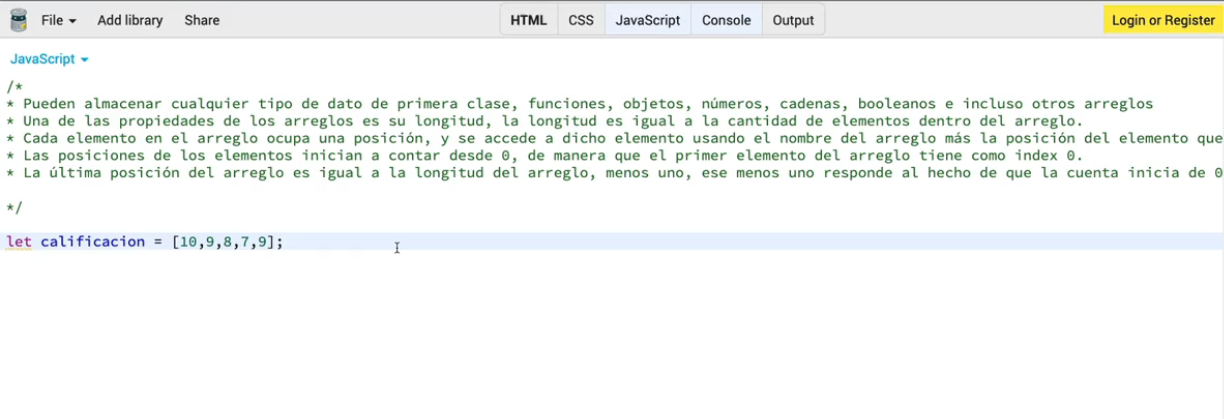 File Add library Share HTML CSS JavaScript Console Output Login or Register
JavaScript
/*
* Pueden almacenar cualquier tipo de dato de primera clase, funciones, objetos, números, cadenas, booleanos e incluso otros arreglos
* Una de las propiedades de los arreglos es su longitud, la longitud es igual a la cantidad de elementos dentro del arreglo.
* Cada elemento en el arreglo ocupa una posición, y se accede a dicho elemento usando el nombre del arreglo más la posición del elemento que
* Las posiciones de los elementos inician a contar desde 0, de manera que el primer elemento del arreglo tiene como index 0.
* La última posición del arreglo es igual a la longitud del arreglo, menos uno, ese menos uno responde al hecho de que la cuenta inicia de 0
*/
let calificacion = [10,9,8,7,9];